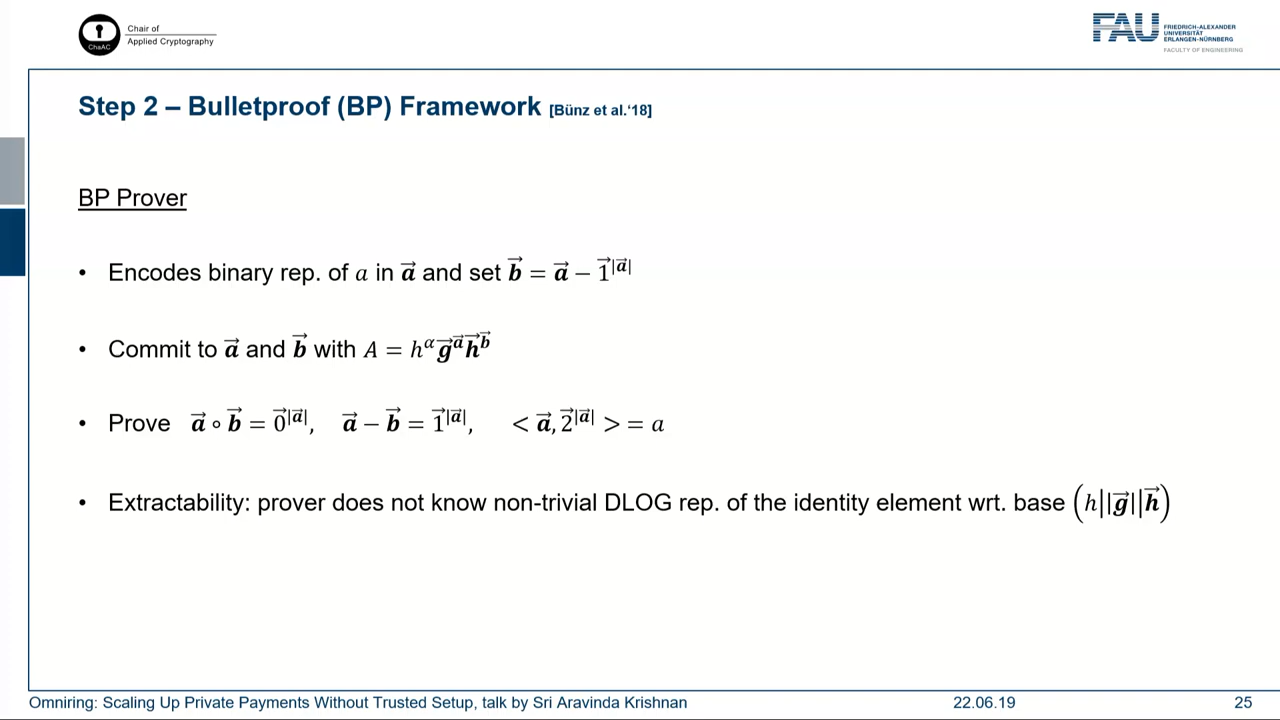 ChaAC
Chair of
Applied Cryptography
FAU
FRIEDRICH-ALEXANDER
UNIVERSITÄT
ERLANGEN-NÜRNBERG
FACULTY OF ENGINEERING
Step 2 – Bulletproof (BP) Framework [Bünz et al.‘18]
BP Prover
• Encodes binary rep. of a in a⃗ and set b⃗ = a⃗ − 1⃗^|a⃗|
• Commit to a⃗ and b⃗ with A = h^α g⃗^a⃗ h⃗^b⃗
• Prove a⃗ ∘ b⃗ = 0⃗^|a⃗|, a⃗ − b⃗ = 1⃗^|a⃗|, < a⃗, 2⃗^|a⃗| > = a
• Extractability: prover does not know non-trivial DLOG rep. of the identity element wrt. base (h||g⃗||h⃗)
Omniring: Scaling Up Private Payments Without Trusted Setup, talk by Sri Aravinda Krishnan
22.06.19
25